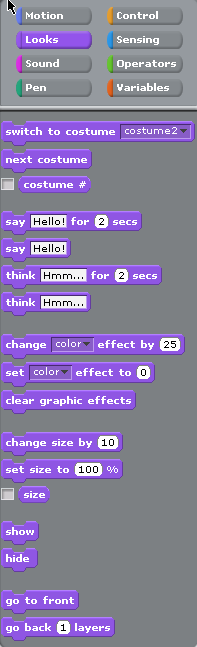 Motion Control
Looks Sensing
Sound Operators
Pen Variables
switch to costume costume2
next costume
costume #
say Hello! for 2 secs
say Hello!
think Hmm... for 2 secs
think Hmm...
change color effect by 25
set color effect to 0
clear graphic effects
change size by 10
set size to 100 %
size
show
hide
go to front
go back 1 layers